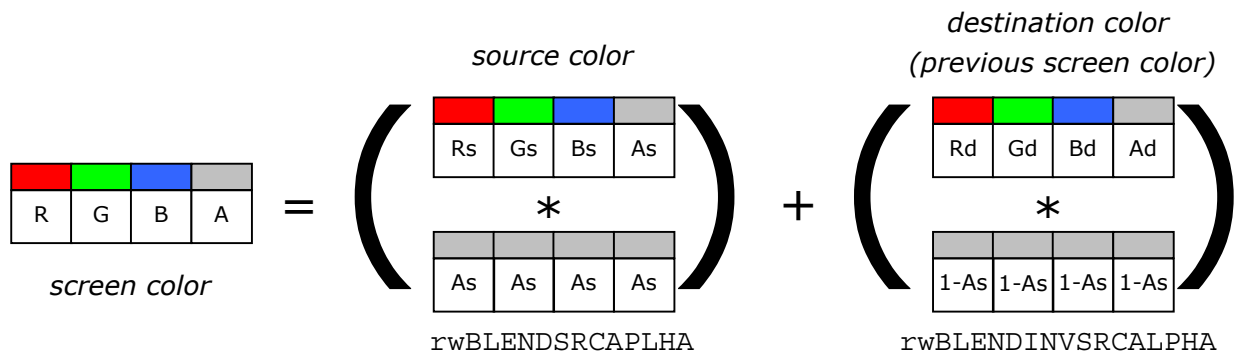 destination color
(previous screen color)
source color
Rs Gs Bs As
Rd Gd Bd Ad
R G B A
=
*
+
*
As As As As
1-As 1-As 1-As 1-As
screen color
rwBLENDSRCAPLHA
rwBLENDINVSRCALPHA